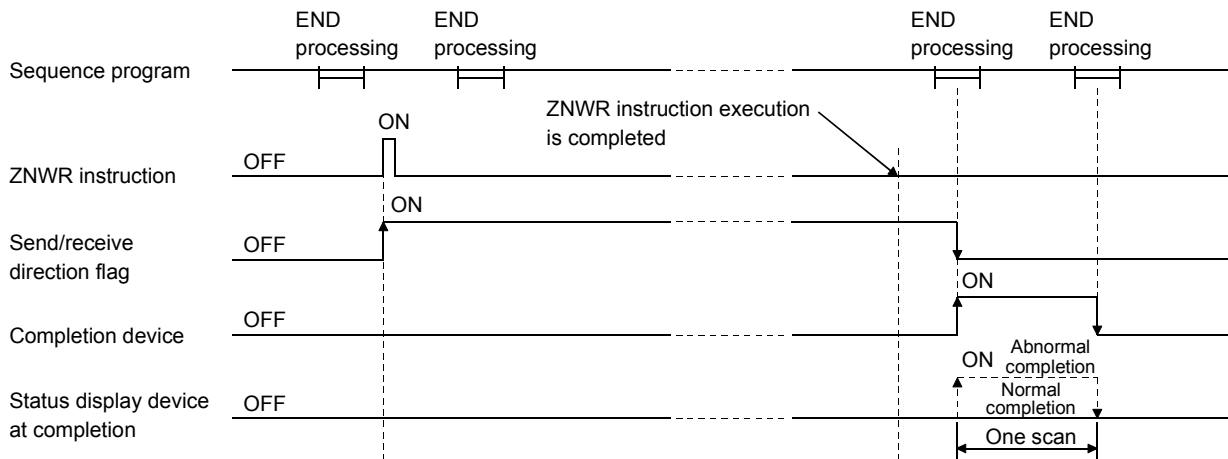 END
processing
END
processing
END
processing
END
processing
Sequence program
ZNWR instruction execution
is completed
ON
OFF
ZNWR instruction
ON
OFF
Send/receive
direction flag
ON
OFF
Completion device
ON
Abnormal
completion
OFF
Normal
completion
Status display device
at completion
One scan